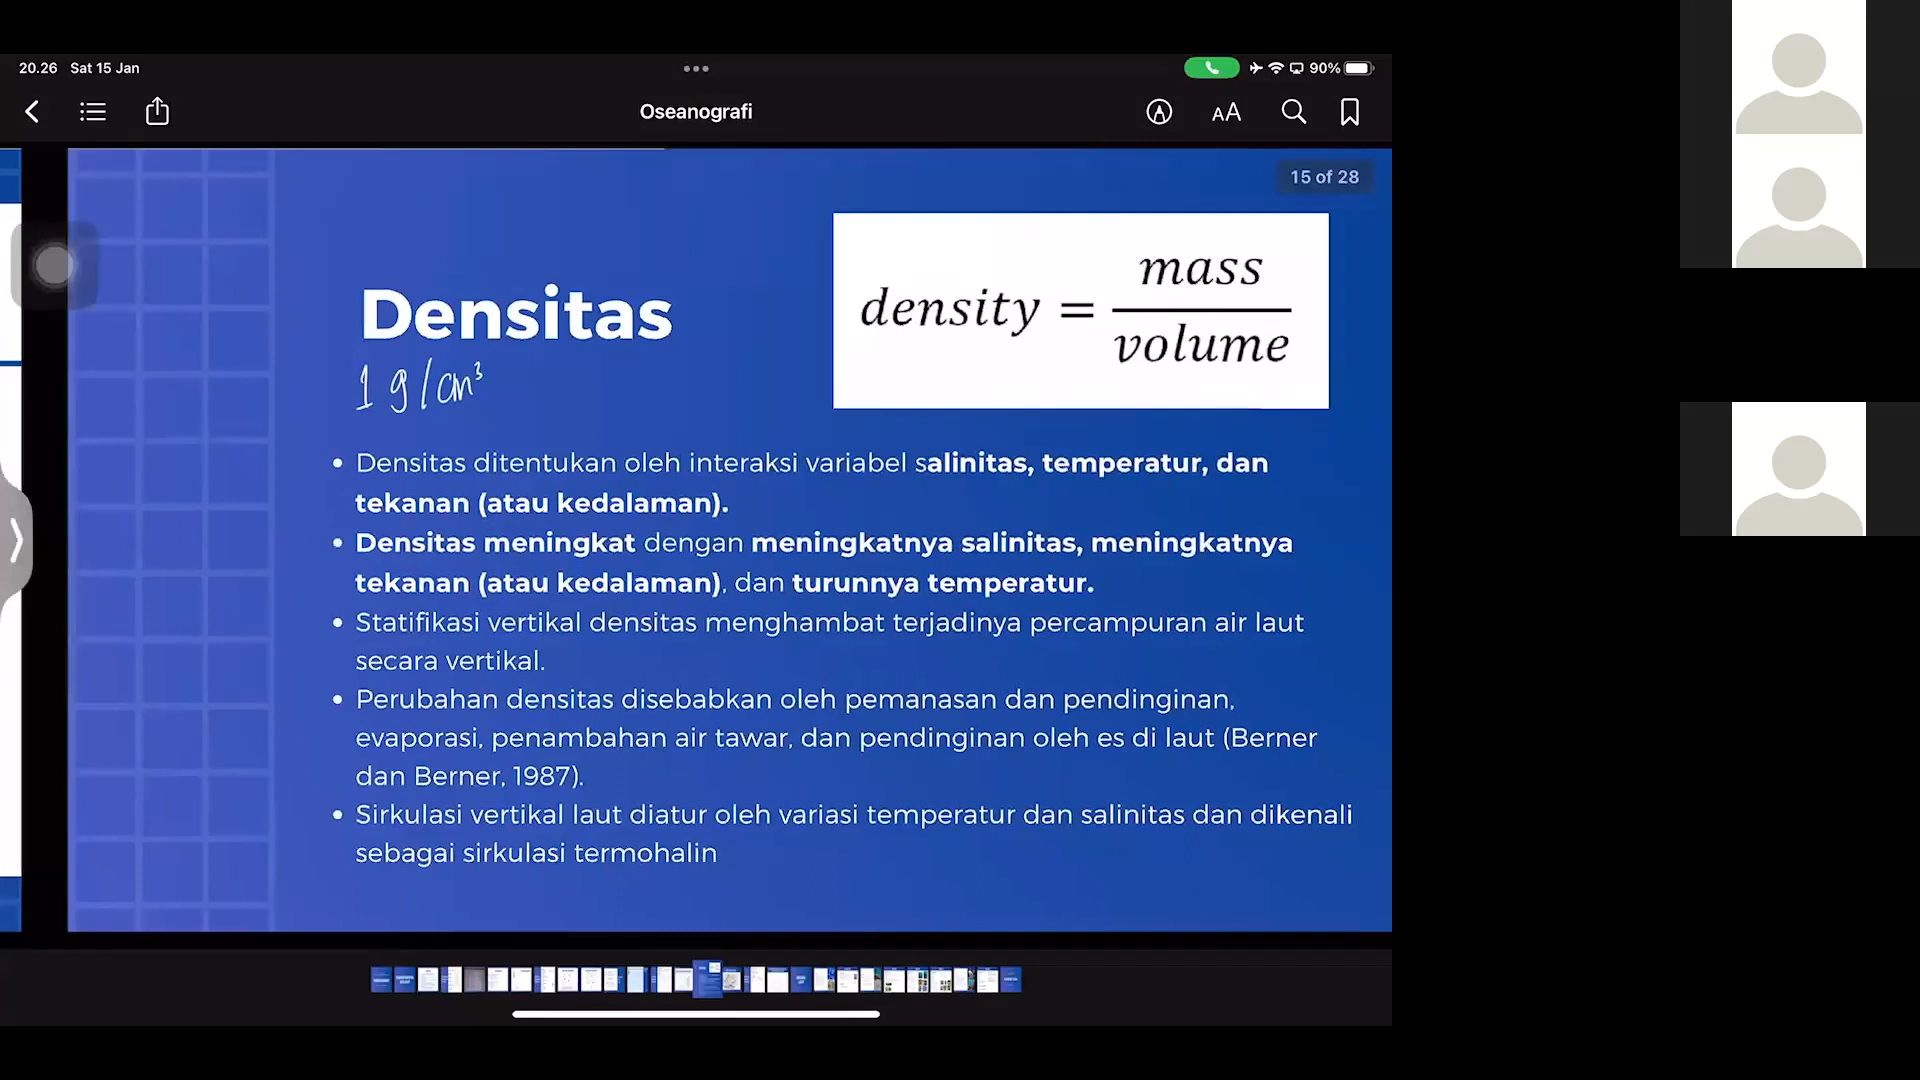 20.26 Sat 15 Jan
90%
Oseanografi
AA
15 of 28
density = mass / volume
Densitas
1 g/cm³
• Densitas ditentukan oleh interaksi variabel salinitas, temperatur, dan
tekanan (atau kedalaman).
• Densitas meningkat dengan meningkatnya salinitas, meningkatnya
tekanan (atau kedalaman), dan turunnya temperatur.
• Statifikasi vertikal densitas menghambat terjadinya percampuran air laut
secara vertikal.
• Perubahan densitas disebabkan oleh pemanasan dan pendinginan,
evaporasi, penambahan air tawar, dan pendinginan oleh es di laut (Berner
dan Berner, 1987).
• Sirkulasi vertikal laut diatur oleh variasi temperatur dan salinitas dan dikenali
sebagai sirkulasi termohalin